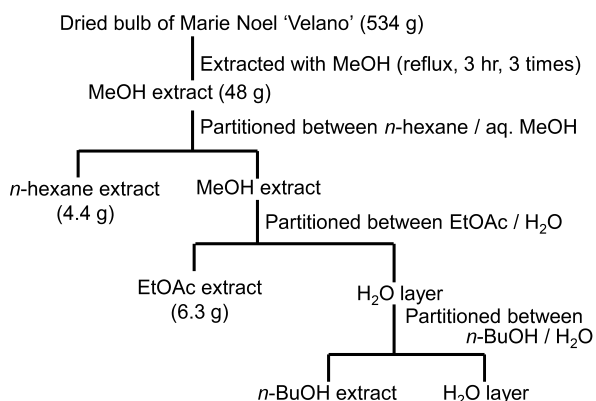 Dried bulb of Marie Noel ‘Velano’ (534 g)
Extracted with MeOH (reflux, 3 hr, 3 times)
MeOH extract (48 g)
Partitioned between n-hexane / aq. MeOH
n-hexane extract
(4.4 g)
MeOH extract
Partitioned between EtOAc / H₂O
EtOAc extract
(6.3 g)
H₂O layer
Partitioned between
n-BuOH / H₂O
n-BuOH extract
H₂O layer